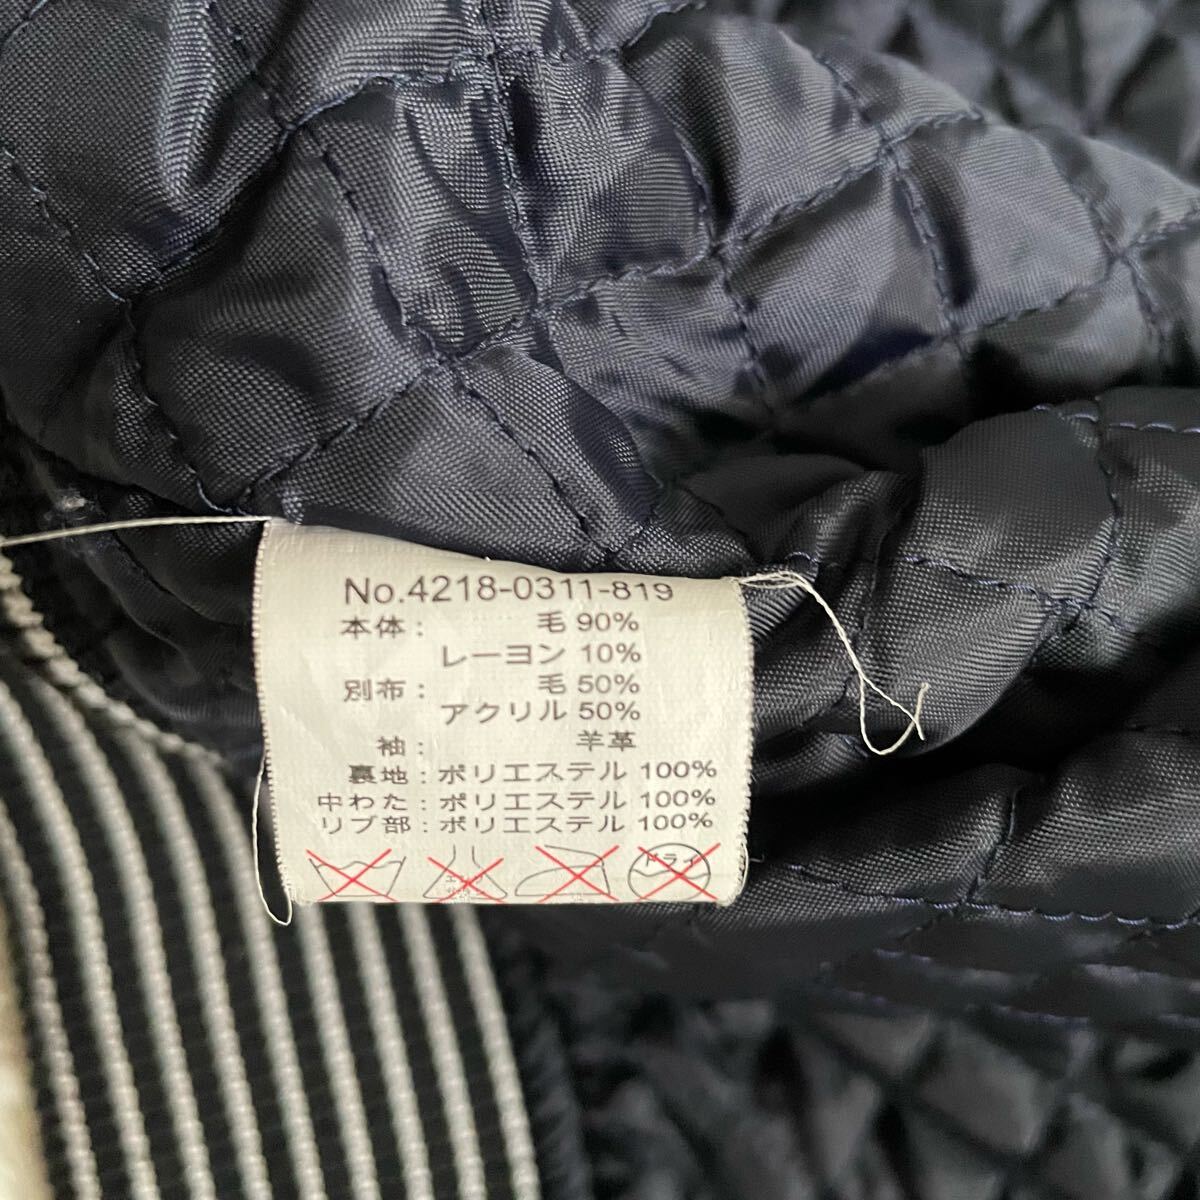 No.4218-0311-819
本体： 毛 90%
レーヨン 10%
別布： 毛 50%
アクリル 50%
袖： 羊革
裏地：ポリエステル 100%
中わた：ポリエステル 100%
リブ部：ポリエステル 100%
ドライ